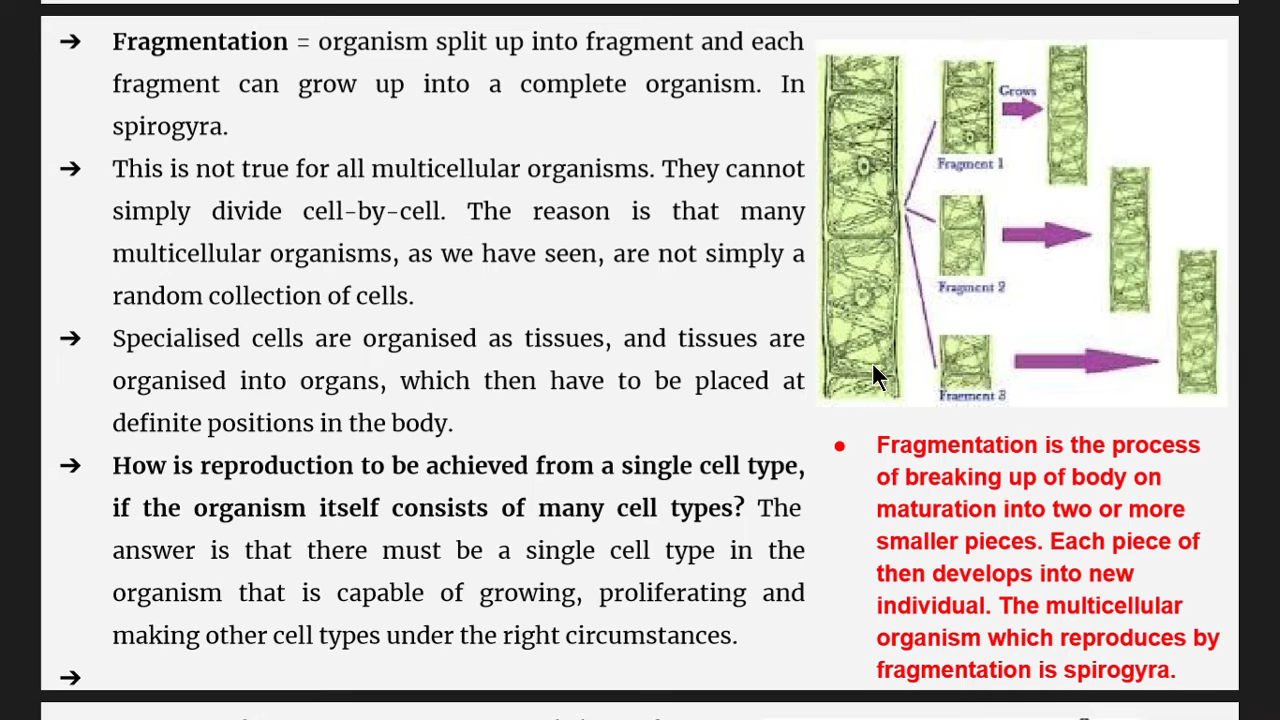 ➔ Fragmentation = organism split up into fragment and each
fragment can grow up into a complete organism. In
spirogyra.
➔ This is not true for all multicellular organisms. They cannot
simply divide cell-by-cell. The reason is that many
multicellular organisms, as we have seen, are not simply a
random collection of cells.
➔ Specialised cells are organised as tissues, and tissues are
organised into organs, which then have to be placed at
definite positions in the body.
➔ How is reproduction to be achieved from a single cell type,
if the organism itself consists of many cell types? The
answer is that there must be a single cell type in the
organism that is capable of growing, proliferating and
making other cell types under the right circumstances.
➔
Grows
Fragment 1
Fragment 2
Fragment 3
● Fragmentation is the process
of breaking up of body on
maturation into two or more
smaller pieces. Each piece of
then develops into new
individual. The multicellular
organism which reproduces by
fragmentation is spirogyra.